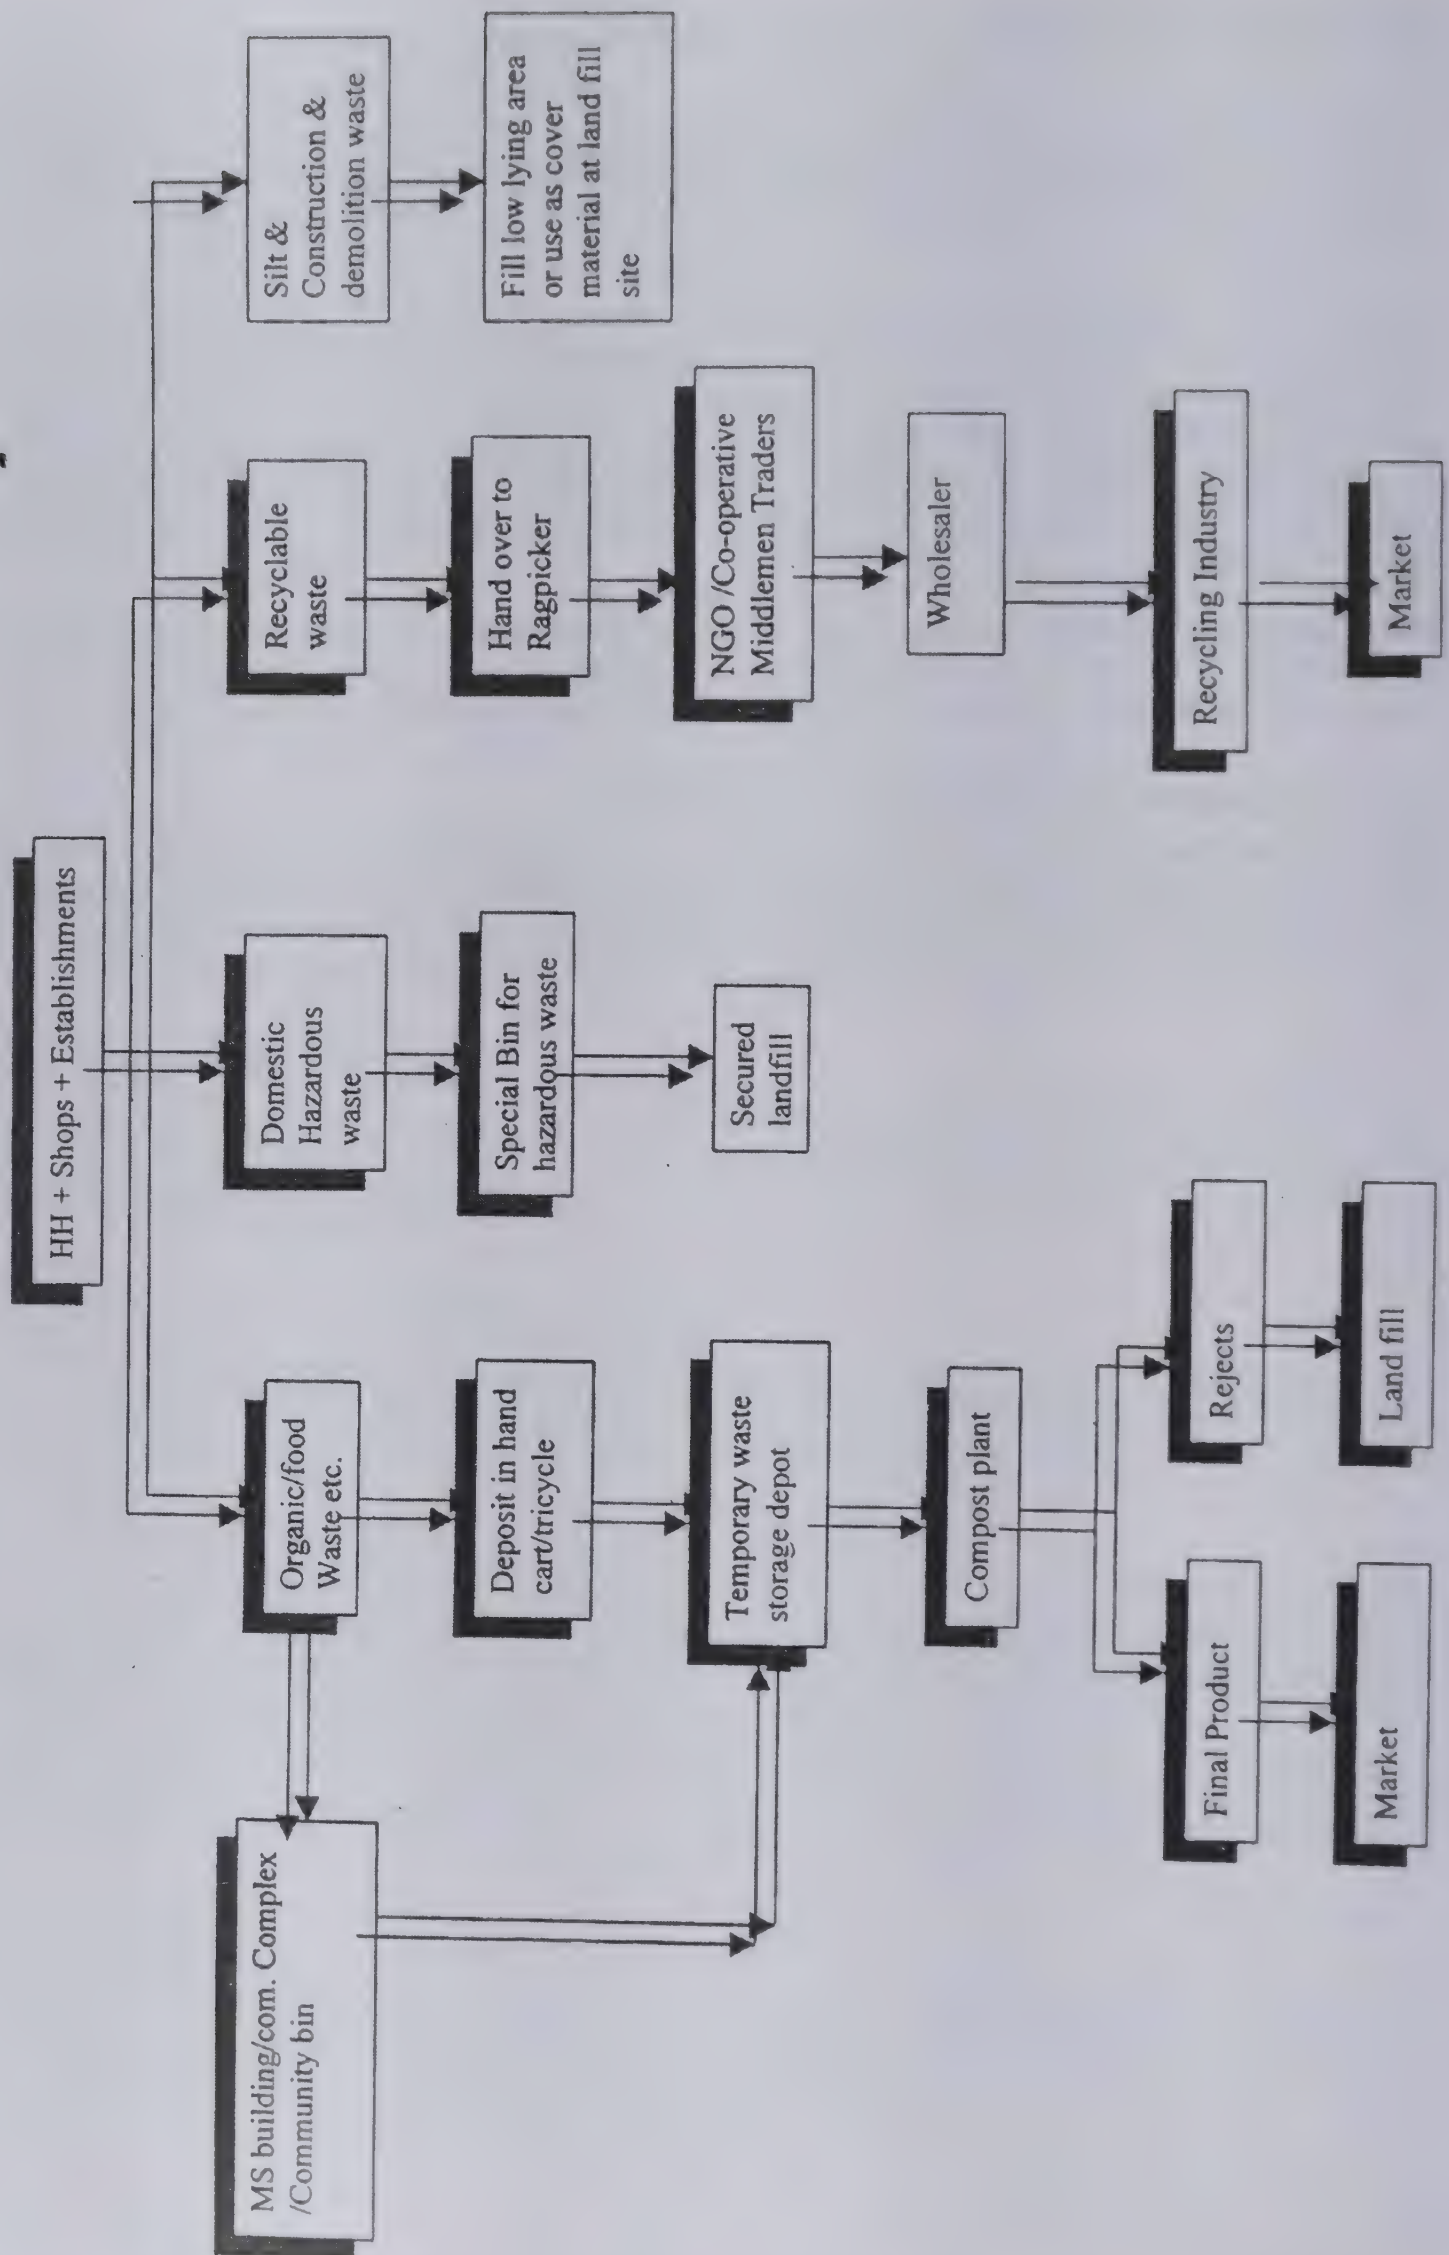 HH + Shops + Establishments
MS building/com. Complex
/Community bin
Organic/food
Waste etc.
Domestic
Hazardous
waste
Recyclable
waste
Silt &
Construction &
demolition waste
Deposit in hand
cart/tricycle
Special Bin for
hazardous waste
Hand over to
Ragpicker
Fill low lying area
or use as cover
material at land fill
site
Temporary waste
storage depot
Secured
landfill
NGO /Co-operative
Middlemen Traders
Compost plant
Wholesaler
Final Product
Rejects
Recycling Industry
Market
Land fill
Market